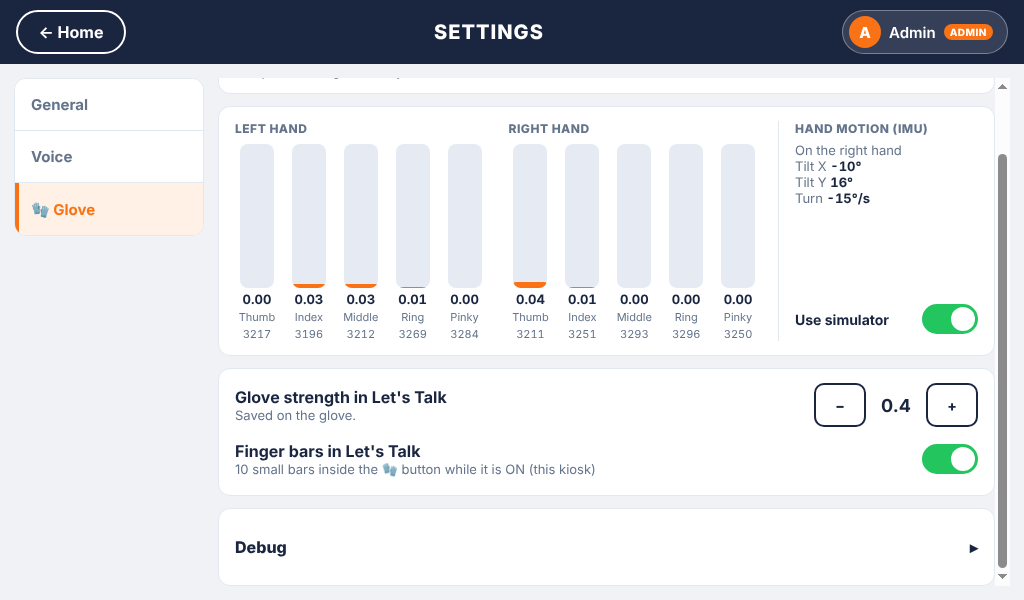 ← Home
SETTINGS
A Admin ADMIN
General
Voice
🧤 Glove
LEFT HAND
0.00 0.03 0.03 0.01 0.00
Thumb Index Middle Ring Pinky
3217 3196 3212 3269 3284
RIGHT HAND
0.04 0.01 0.00 0.00 0.00
Thumb Index Middle Ring Pinky
3211 3251 3293 3296 3250
HAND MOTION (IMU)
On the right hand
Tilt X -10°
Tilt Y 16°
Turn -15°/s
Use simulator
Glove strength in Let's Talk
Saved on the glove.
– 0.4 +
Finger bars in Let's Talk
10 small bars inside the 🧤 button while it is ON (this kiosk)
Debug ▸